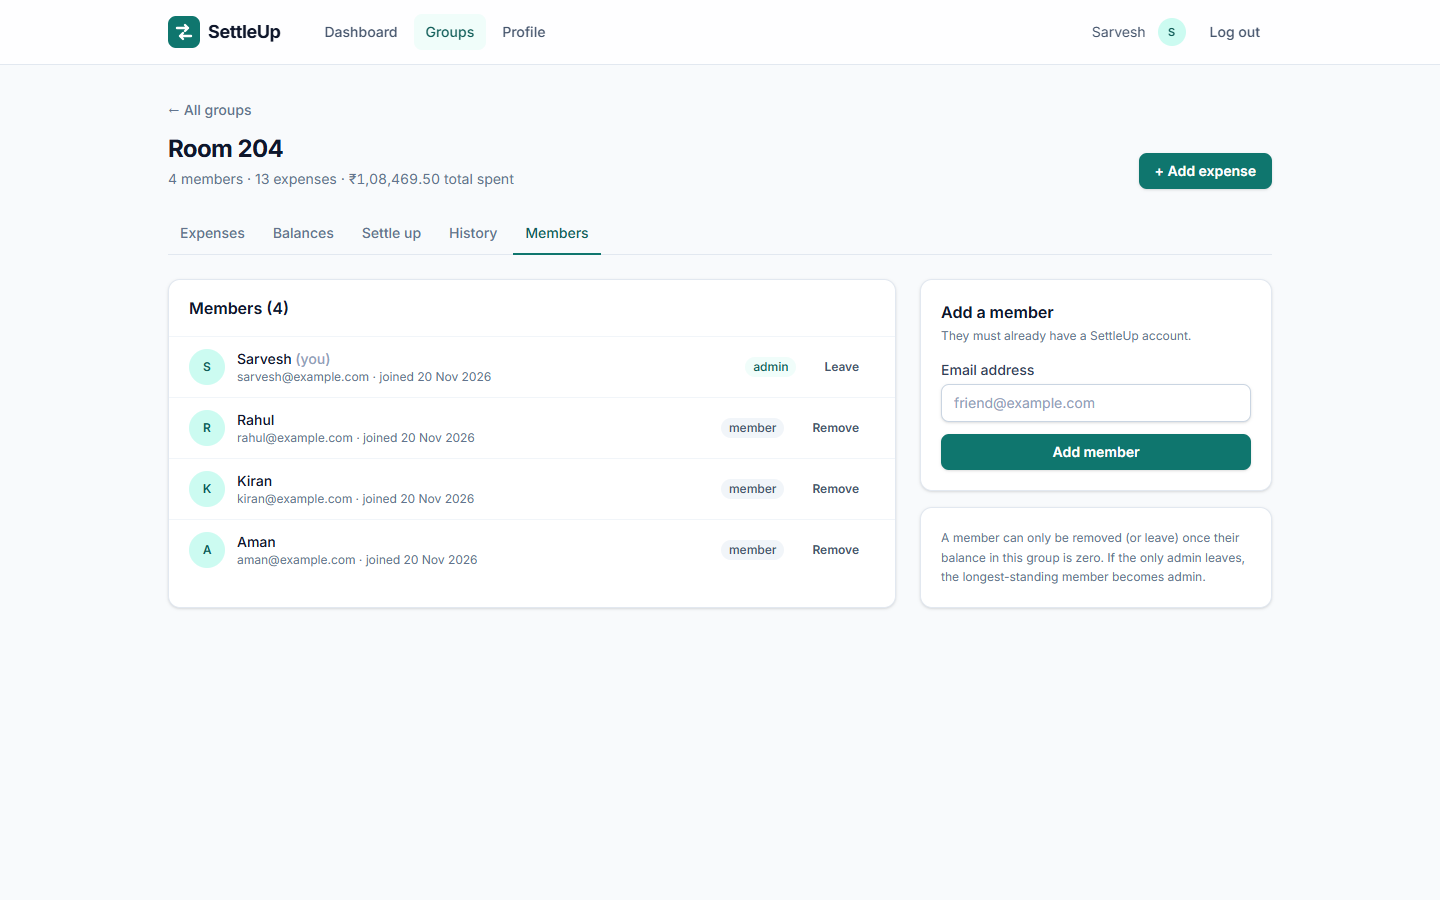 SettleUp
Dashboard
Groups
Profile
Sarvesh
S
Log out
← All groups
Room 204
4 members · 13 expenses · ₹1,08,469.50 total spent
+ Add expense
Expenses
Balances
Settle up
History
Members
Members (4)
S
Sarvesh (you)
sarvesh@example.com · joined 20 Nov 2026
admin
Leave
R
Rahul
rahul@example.com · joined 20 Nov 2026
member
Remove
K
Kiran
kiran@example.com · joined 20 Nov 2026
member
Remove
A
Aman
aman@example.com · joined 20 Nov 2026
member
Remove
Add a member
They must already have a SettleUp account.
Email address
friend@example.com
Add member
A member can only be removed (or leave) once their
balance in this group is zero. If the only admin leaves,
the longest-standing member becomes admin.